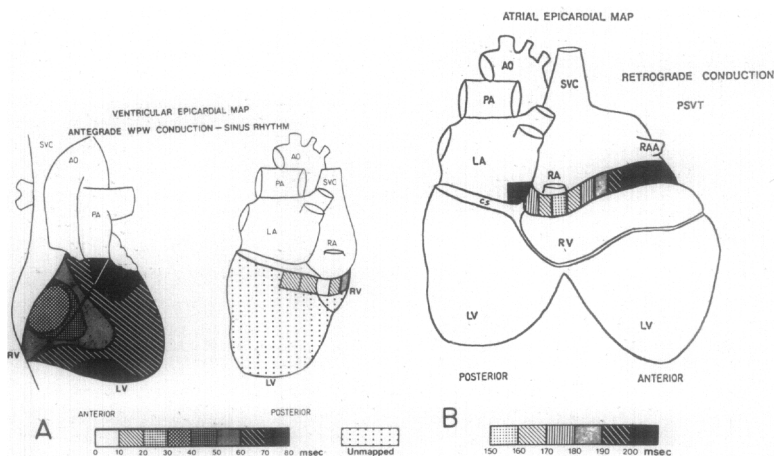 VENTRICULAR EPICARDIAL MAP
ANTEGRADE WPW CONDUCTION — SINUS RHYTHM
SVC
AO
PA
RV
LV
AO
PA
SVC
LA
RA
RV
LV
ANTERIOR
POSTERIOR
A
0 10 20 30 40 50 60 70 80 msec
Unmapped
ATRIAL EPICARDIAL MAP
RETROGRADE CONDUCTION
PSVT
AO
SVC
PA
RAA
LA
RA
CS
RV
LV
LV
POSTERIOR
ANTERIOR
B
150 160 170 180 190 200 msec